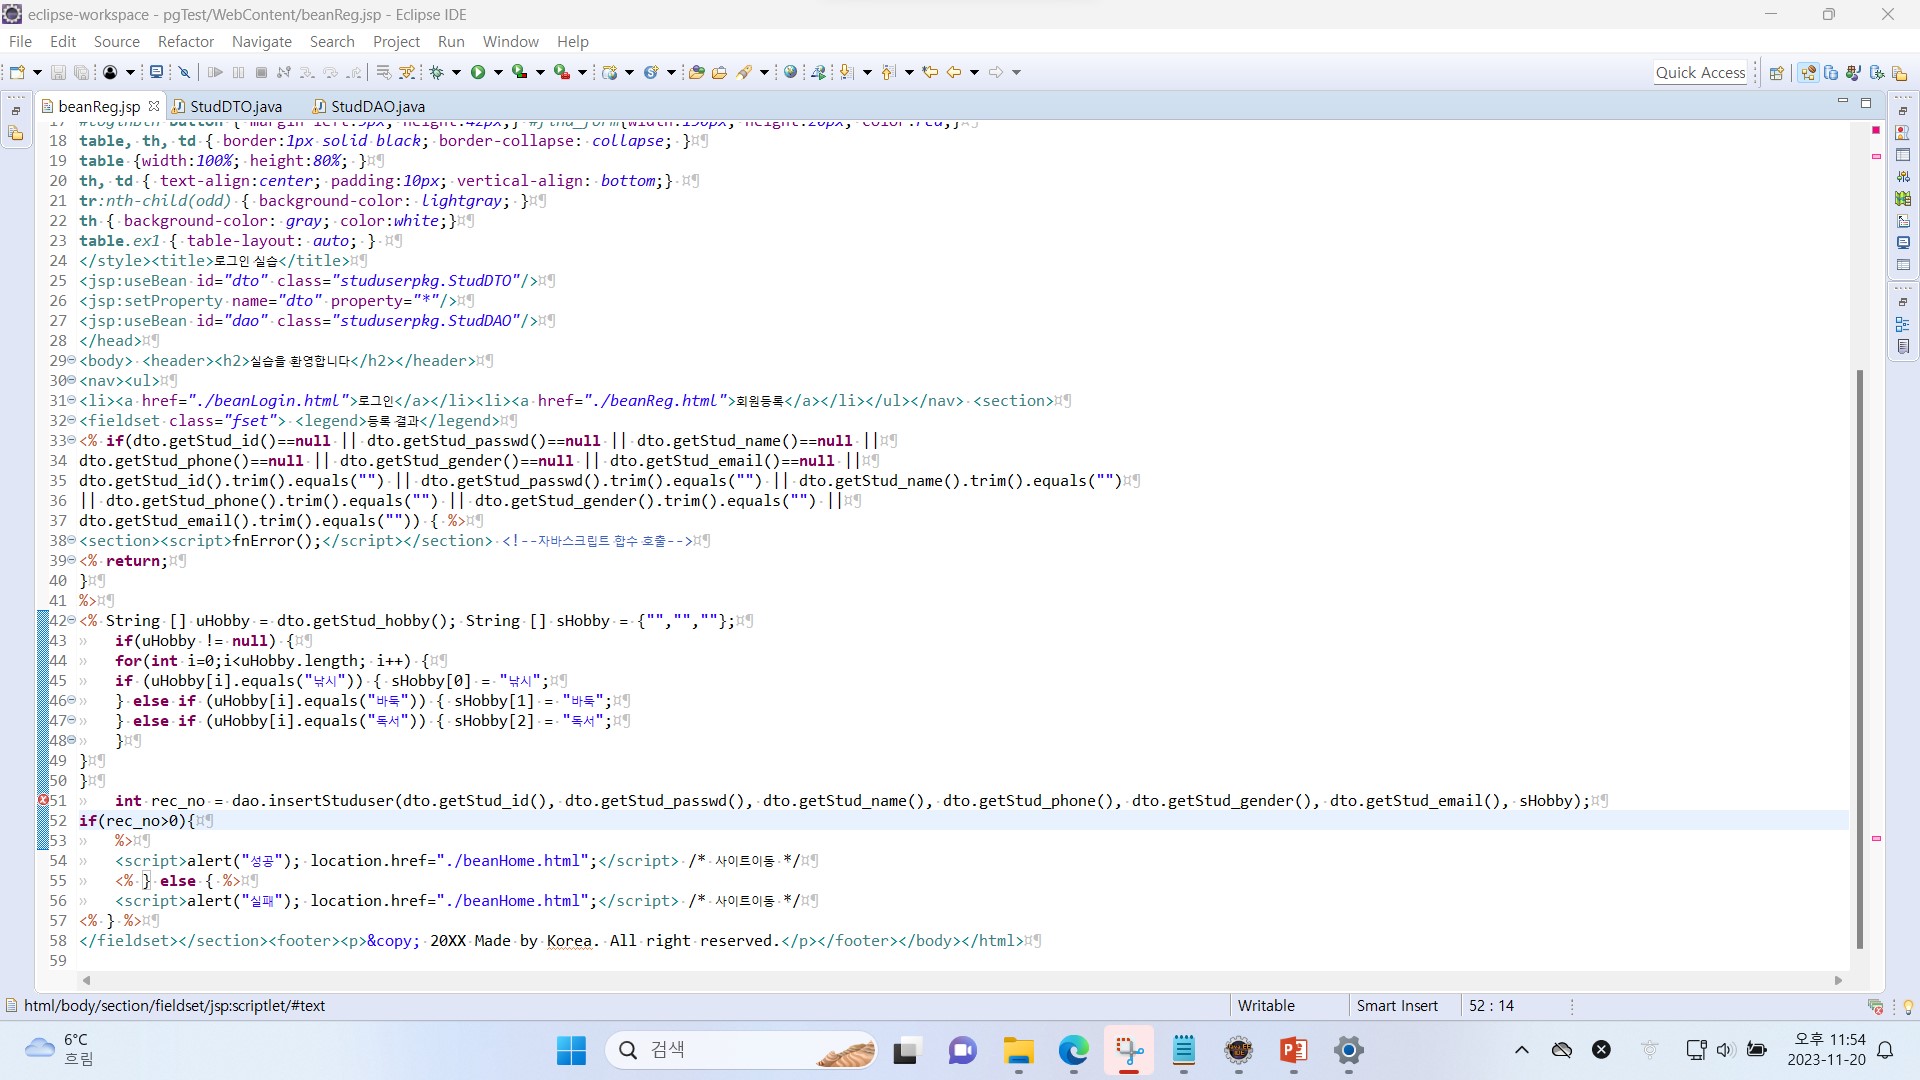 eclipse-workspace - pgTest/WebContent/beanReg.jsp - Eclipse IDE
File Edit Source Refactor Navigate Search Project Run Window Help
Quick Access
beanReg.jsp StudDTO.java StudDAO.java
18 table, th, td { border:1px solid black; border-collapse: collapse; }
19 table {width:100%; height:80%; }
20 th, td { text-align:center; padding:10px; vertical-align: bottom;}
21 tr:nth-child(odd) { background-color: lightgray; }
22 th { background-color: gray; color:white;}
23 table.ex1 { table-layout: auto; }
24 </style><title>로그인 실습</title>
25 <jsp:useBean id="dto" class="studuserpkg.StudDTO"/>
26 <jsp:setProperty name="dto" property="*"/>
27 <jsp:useBean id="dao" class="studuserpkg.StudDAO"/>
28 </head>
29 <body> <header><h2>실습을 환영합니다</h2></header>
30 <nav><ul>
31 <li><a href="./beanLogin.html">로그인</a></li><li><a href="./beanReg.html">회원등록</a></li></ul></nav> <section>
32 <fieldset class="fset"> <legend>등록 결과</legend>
33 <% if(dto.getStud_id()==null || dto.getStud_passwd()==null || dto.getStud_name()==null ||
34 dto.getStud_phone()==null || dto.getStud_gender()==null || dto.getStud_email()==null ||
35 dto.getStud_id().trim().equals("") || dto.getStud_passwd().trim().equals("") || dto.getStud_name().trim().equals("")
36 || dto.getStud_phone().trim().equals("") || dto.getStud_gender().trim().equals("") ||
37 dto.getStud_email().trim().equals("")) { %>
38 <section><script>fnError();</script></section> <!--자바스크립트 함수 호출-->
39 <% return;
40 }
41 %>
42 <% String [] uHobby = dto.getStud_hobby(); String [] sHobby = {"","",""};
43 if(uHobby != null) {
44 for(int i=0;i<uHobby.length; i++) {
45 if (uHobby[i].equals("낚시")) { sHobby[0] = "낚시";
46 } else if (uHobby[i].equals("바둑")) { sHobby[1] = "바둑";
47 } else if (uHobby[i].equals("독서")) { sHobby[2] = "독서";
48 }
49 }
50 }
51 int rec_no = dao.insertStuduser(dto.getStud_id(), dto.getStud_passwd(), dto.getStud_name(), dto.getStud_phone(), dto.getStud_gender(), dto.getStud_email(), sHobby);
52 if(rec_no>0){
53 %>
54 <script>alert("성공"); location.href="./beanHome.html";</script> /* 사이트이동 */
55 <% } else { %>
56 <script>alert("실패"); location.href="./beanHome.html";</script> /* 사이트이동 */
57 <% } %>
58 </fieldset></section><footer><p>&copy; 20XX Made by Korea. All right reserved.</p></footer></body></html>
59
html/body/section/fieldset/jsp:scriptlet/#text Writable Smart Insert 52 : 14
6°C
흐림
검색
오후 11:54
2023-11-20